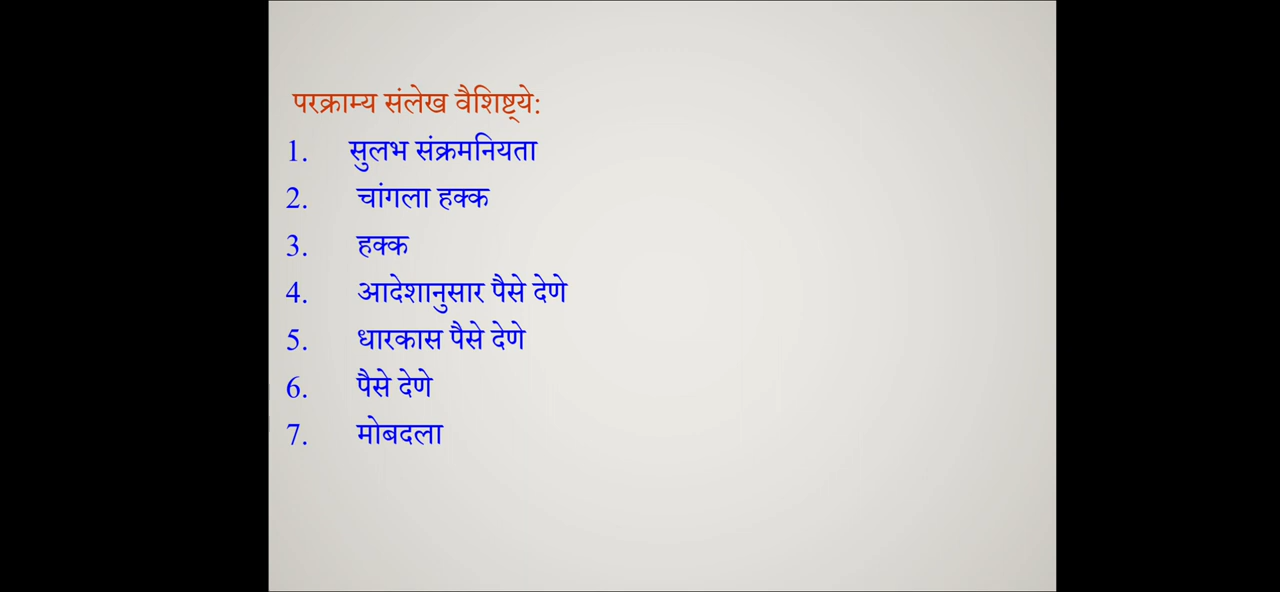 परक्राम्य संलेख वैशिष्ट्ये:
1. सुलभ संक्रमनियता
2. चांगला हक्क
3. हक्क
4. आदेशानुसार पैसे देणे
5. धारकास पैसे देणे
6. पैसे देणे
7. मोबदला